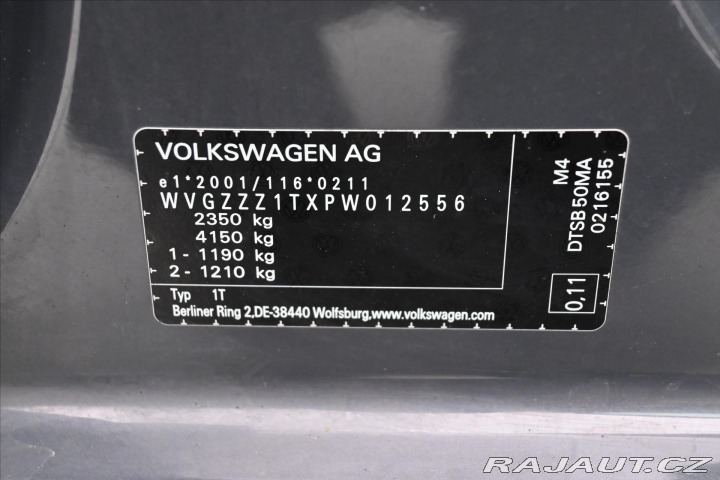 VOLKSWAGEN AG
e1*2001/116*0211
WVGZZZ1TXPW012556
2350 kg
4150 kg
1- 1190 kg
2- 1210 kg
Typ 1T
Berliner Ring 2,DE-38440 Wolfsburg,www.volkswagen.com
M4
DTSB50MA
0216155
0,11
RAJAUT.CZ